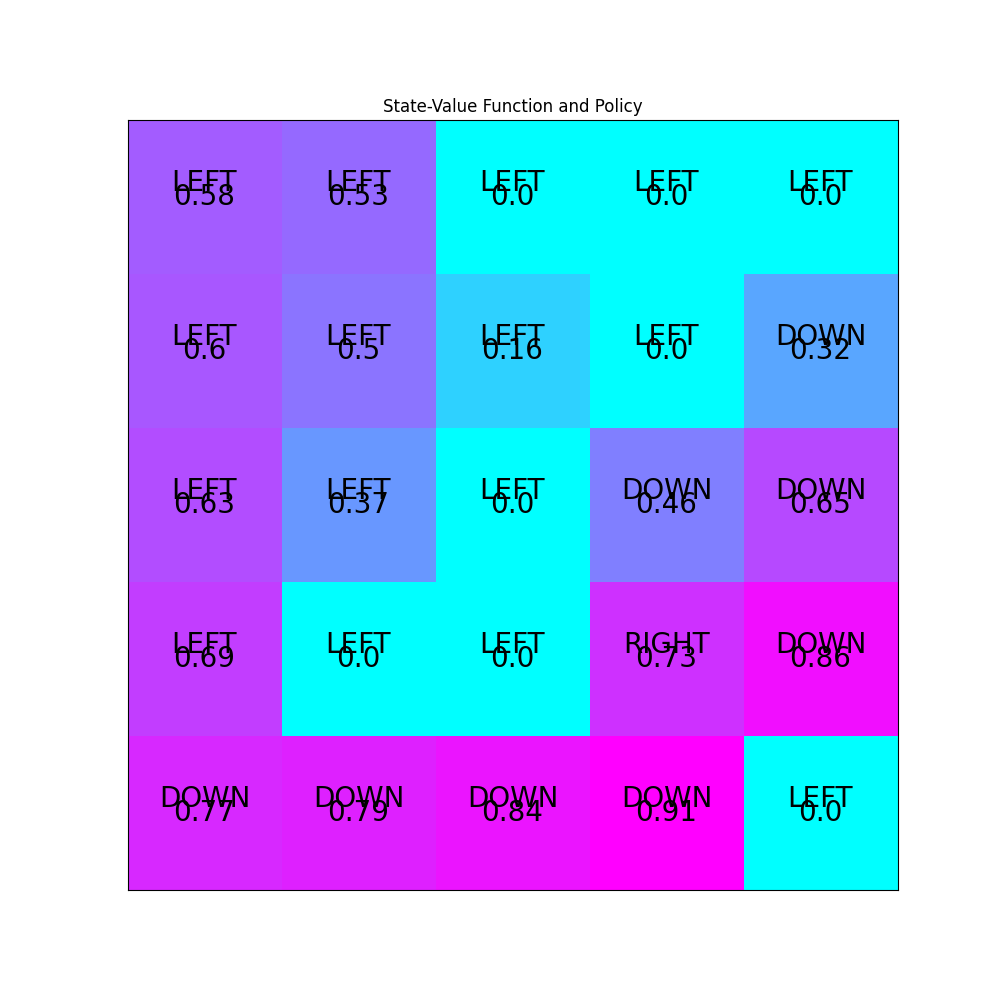 State-Value Function and Policy
LEFT LEFT LEFT LEFT LEFT
0.58 0.53 0.0 0.0 0.0
LEFT LEFT LEFT LEFT DOWN
0.6 0.5 0.16 0.0 0.32
LEFT LEFT LEFT DOWN DOWN
0.63 0.37 0.0 0.46 0.65
LEFT LEFT LEFT RIGHT DOWN
0.69 0.0 0.0 0.73 0.86
DOWN DOWN DOWN DOWN LEFT
0.77 0.79 0.84 0.91 0.0